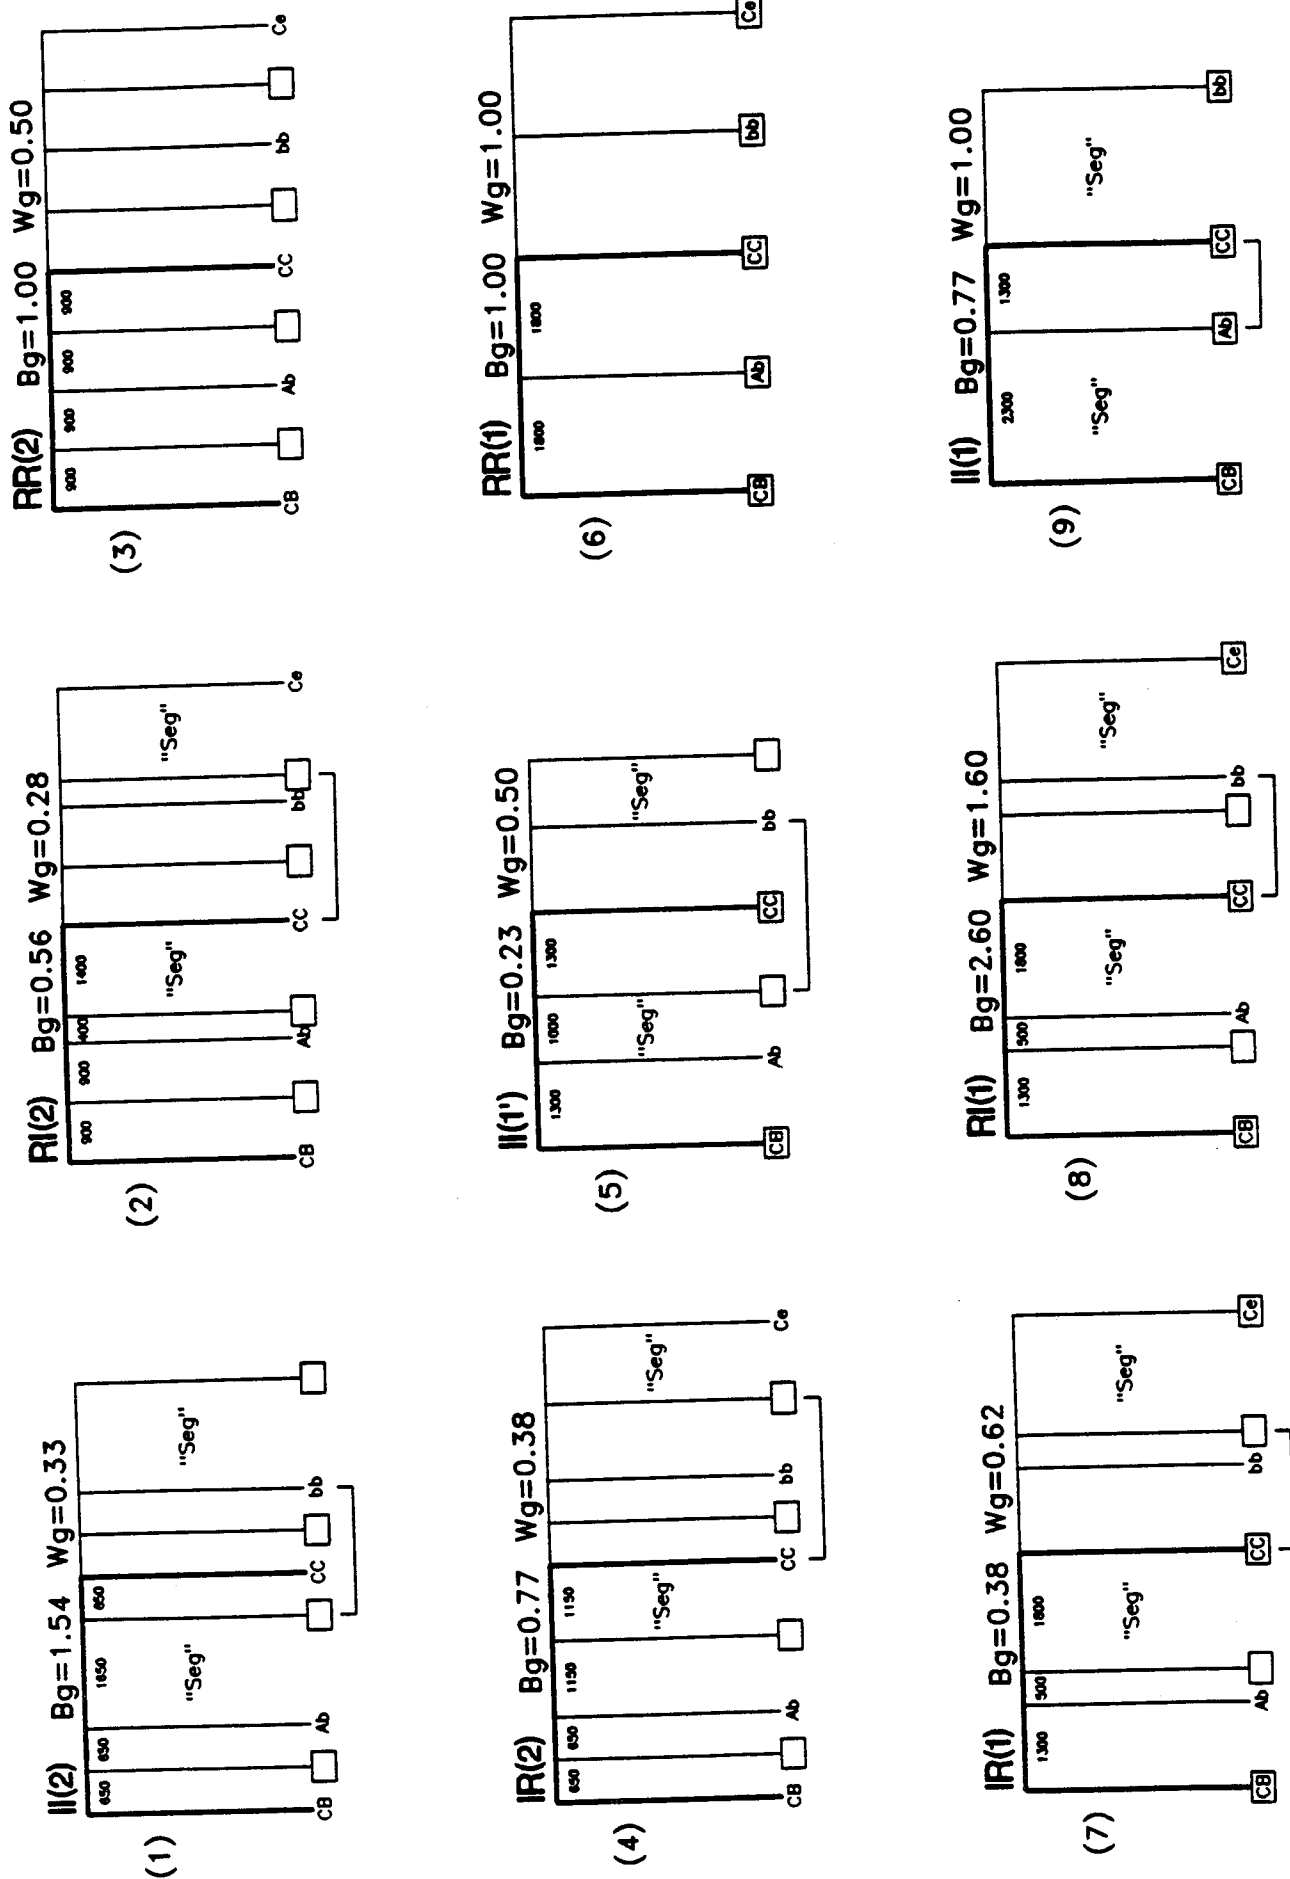 (1)
II(2) Bg=1.54 Wg=0.33
650 650 1650 650
"Seg" "Seg"
CB Ab CC bb
(2)
RI(2) Bg=0.56 Wg=0.28
900 900 400 1400
"Seg" "Seg"
CB Ab CC bb Ce
(3)
RR(2) Bg=1.00 Wg=0.50
900 900 900 900
CB Ab CC bb Ce
(4)
IR(2) Bg=0.77 Wg=0.38
650 650 1150 1150
"Seg" "Seg"
CB Ab CC bb Ce
(5)
II(1') Bg=0.23 Wg=0.50
1300 1000 1300
"Seg" "Seg"
CB Ab CC bb
(6)
RR(1) Bg=1.00 Wg=1.00
1800 1800
CB Ab CC bb Ce
(7)
IR(1) Bg=0.38 Wg=0.62
1300 500 1800
"Seg" "Seg"
CB Ab CC bb Ce
(8)
RI(1) Bg=2.60 Wg=1.60
1300 500 1800
"Seg" "Seg"
CB Ab CC bb Ce
(9)
II(1) Bg=0.77 Wg=1.00
2300 1300
"Seg" "Seg"
CB Ab CC bb